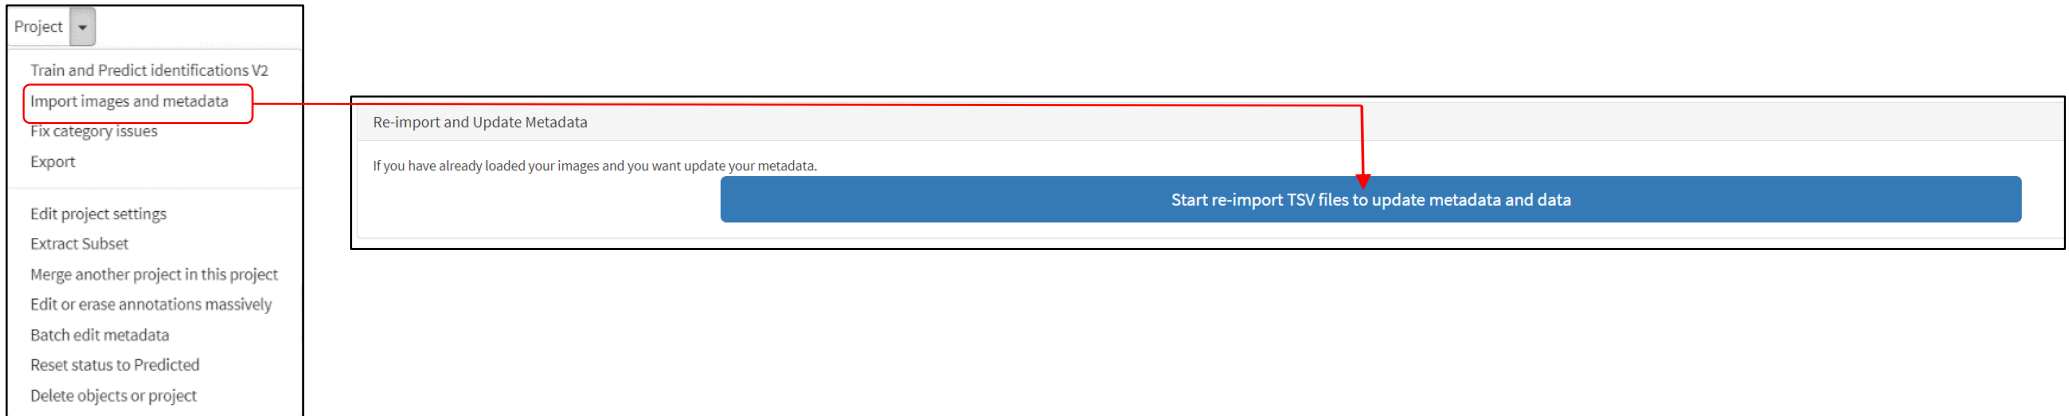 Project
Train and Predict identifications V2
Import images and metadata
Fix category issues
Export
Edit project settings
Extract Subset
Merge another project in this project
Edit or erase annotations massively
Batch edit metadata
Reset status to Predicted
Delete objects or project
Re-import and Update Metadata
If you have already loaded your images and you want update your metadata.
Start re-import TSV files to update metadata and data